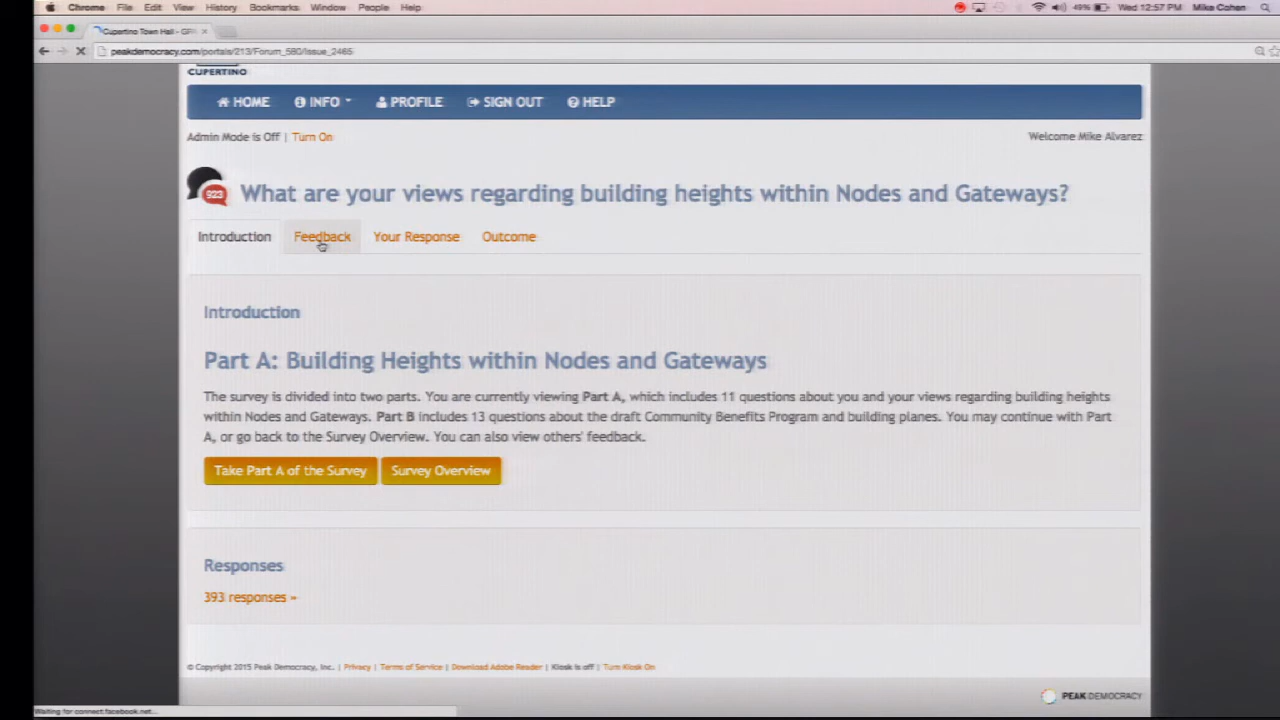 Chrome File Edit View History Bookmarks Window People Help 49% Wed 12:57 PM Mike Cohen
Cupertino Town Hall - GPA
peakdemocracy.com/portals/213/Forum_580/Issue_2465
CUPERTINO
HOME INFO PROFILE SIGN OUT HELP
Admin Mode is Off | Turn On Welcome Mike Alvarez
923 What are your views regarding building heights within Nodes and Gateways?
Introduction Feedback Your Response Outcome
Introduction
Part A: Building Heights within Nodes and Gateways
The survey is divided into two parts. You are currently viewing Part A, which includes 11 questions about you and your views regarding building heights
within Nodes and Gateways. Part B includes 13 questions about the draft Community Benefits Program and building planes. You may continue with Part
A, or go back to the Survey Overview. You can also view others' feedback.
Take Part A of the Survey Survey Overview
Responses
393 responses »
© Copyright 2015 Peak Democracy, Inc. | Privacy | Terms of Service | Download Adobe Reader | Kiosk is off | Turn Kiosk On
PEAK DEMOCRACY
Waiting for connect.facebook.net...